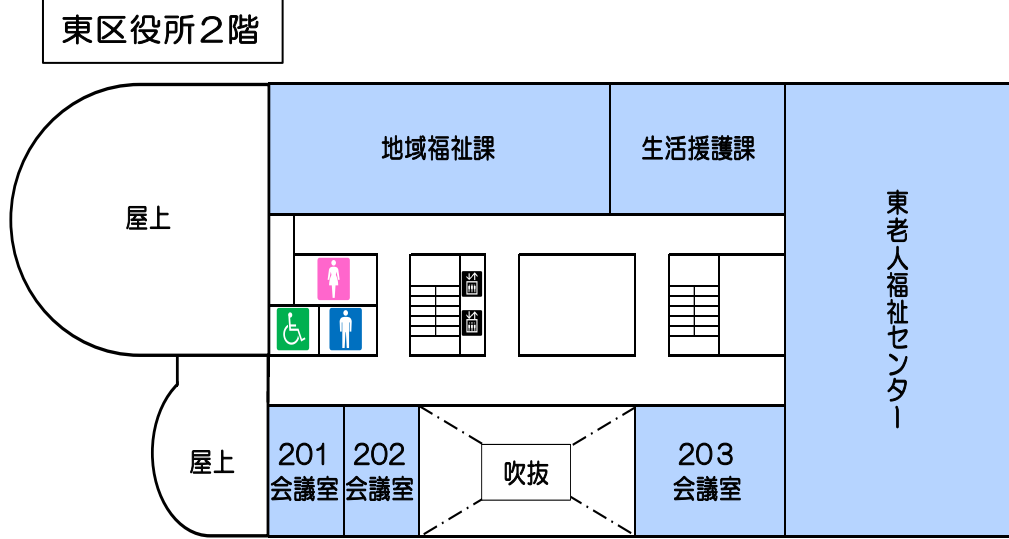 東区役所２階
地域福祉課
生活援護課
屋上
東老人福祉センター
屋上
201
会議室
202
会議室
吹抜
203
会議室